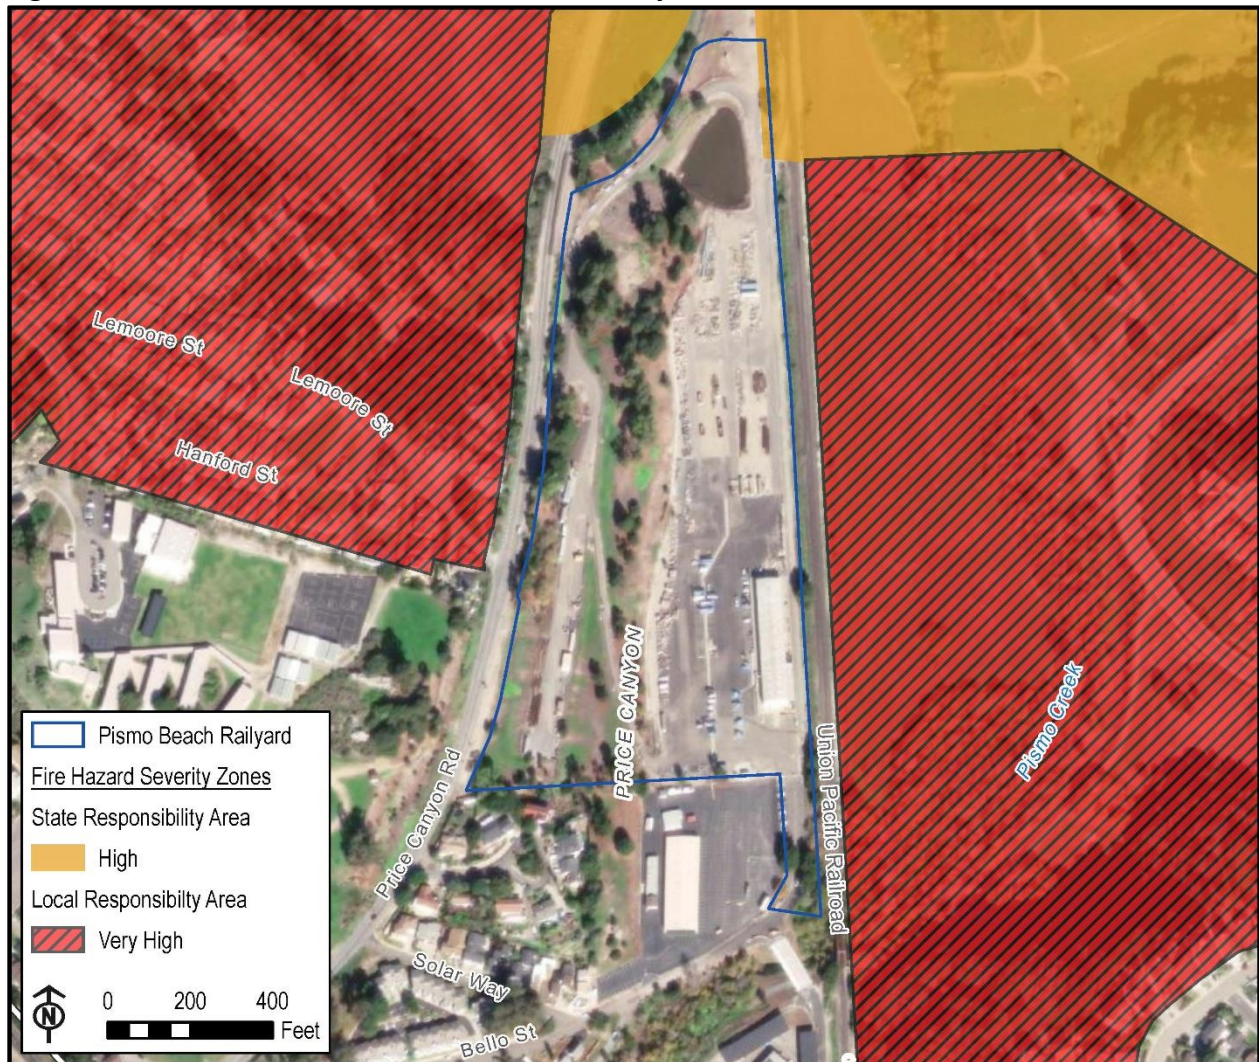 Lemoore St
Lemoore St
Hanford St
PRICE CANYON
Pismo Creek
Union Pacific Railroad
Price Canyon Rd
Solar Way
Bello St
Pismo Beach Railyard
Fire Hazard Severity Zones
State Responsibility Area
High
Local Responsibilty Area
Very High
N
0 200 400
Feet